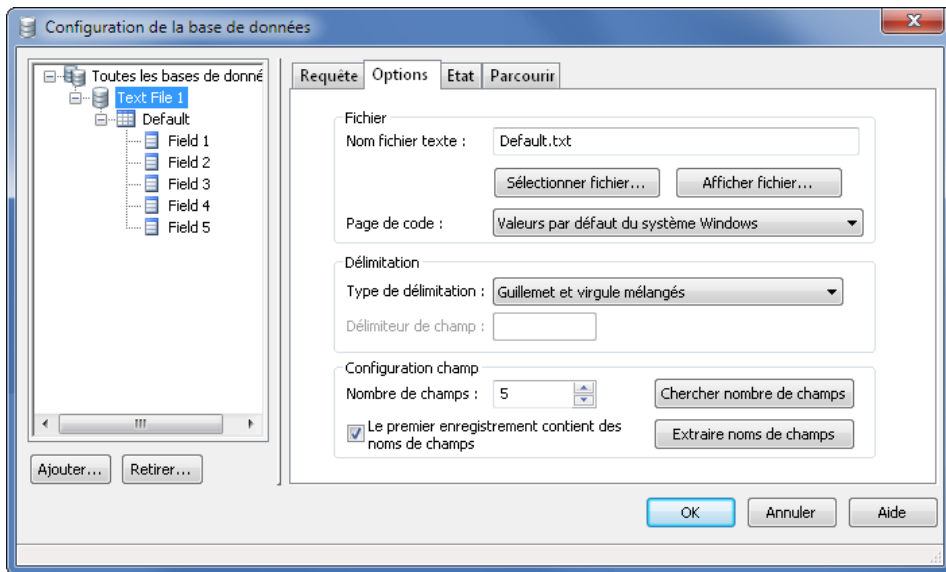 Configuration de la base de données
Toutes les bases de donné
Text File 1
Default
Field 1
Field 2
Field 3
Field 4
Field 5
Ajouter...
Retirer...
Requête
Options
Etat
Parcourir
Fichier
Nom fichier texte :
Default.txt
Sélectionner fichier...
Afficher fichier...
Page de code :
Valeurs par défaut du système Windows
Délimitation
Type de délimitation :
Guillemet et virgule mélangés
Délimiteur de champ :
Configuration champ
Nombre de champs :
5
Chercher nombre de champs
Le premier enregistrement contient des
noms de champs
Extraire noms de champs
OK
Annuler
Aide